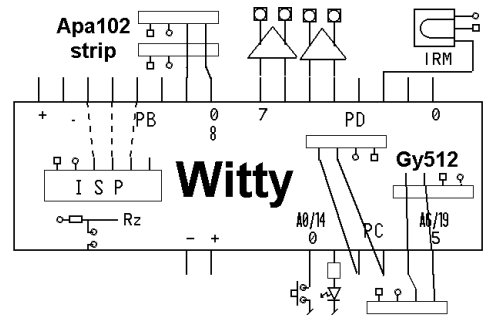 Apa102
strip
IRM
+ - PB 0 7 PD 0
8
Gy512
I S P
Witty
Rz
A0/14 A6/19
- + 0 PC 5